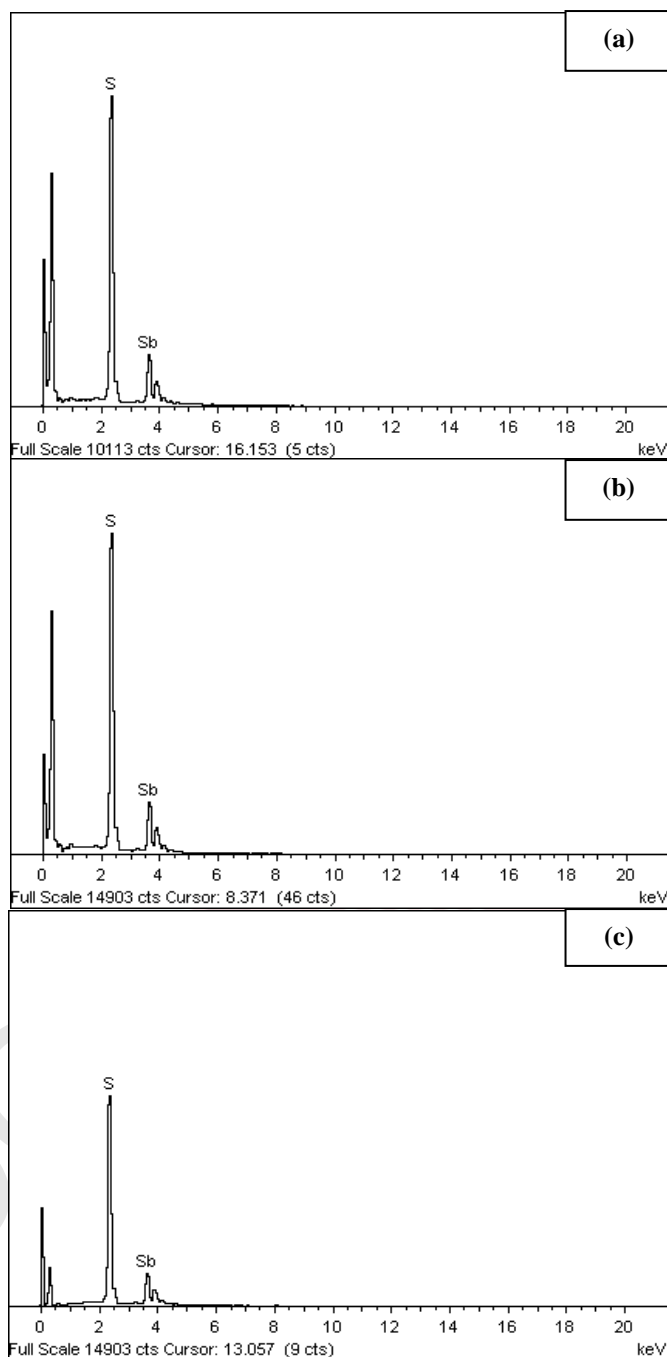 (a)
S
Sb
0 2 4 6 8 10 12 14 16 18 20
Full Scale 10113 cts Cursor: 16.153 (5 cts) keV
(b)
S
Sb
0 2 4 6 8 10 12 14 16 18 20
Full Scale 14903 cts Cursor: 8.371 (46 cts) keV
(c)
S
Sb
0 2 4 6 8 10 12 14 16 18 20
Full Scale 14903 cts Cursor: 13.057 (9 cts) keV